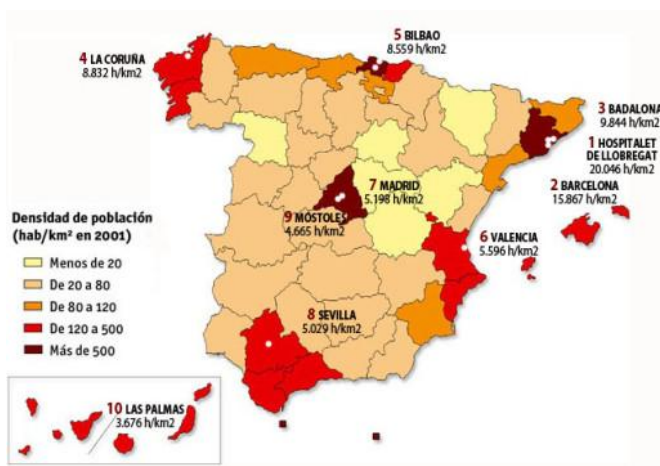 5 BILBAO
8.559 h/km2
4 LA CORUÑA
8.832 h/km2
3 BADALONA
9.844 h/km2
1 HOSPITALET
DE LLOBREGAT
20.046 h/km2
2 BARCELONA
15.867 h/km2
7 MADRID
5.198 h/km2
9 MÓSTOLES
4.665 h/km2
6 VALENCIA
5.596 h/km2
8 SEVILLA
5.029 h/km2
Densidad de población
(hab/km² en 2001)
Menos de 20
De 20 a 80
De 80 a 120
De 120 a 500
Más de 500
10 LAS PALMAS
3.676 h/km2